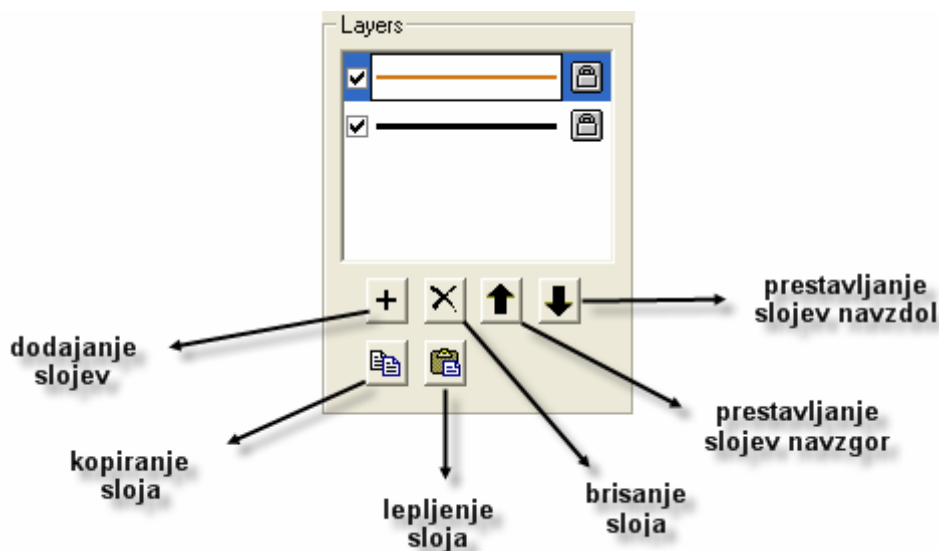 Layers
prestavljanje
slojev navzdol
dodajanje
slojev
prestavljanje
slojev navzgor
kopiranje
sloja
brisanje
sloja
lepljenje
sloja